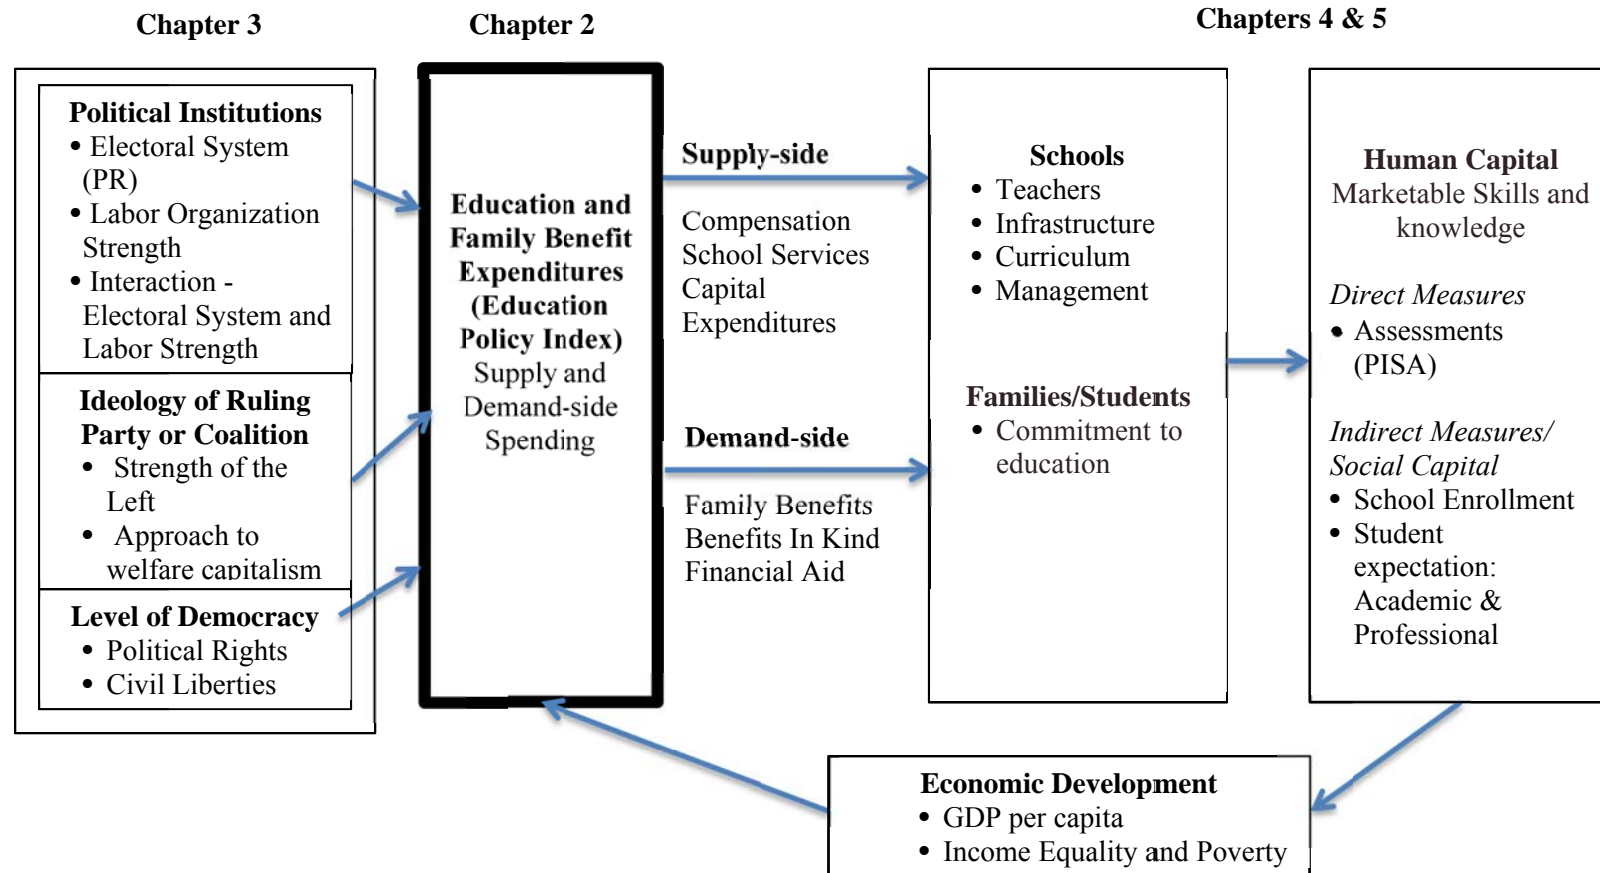 Chapter 3
Chapter 2
Chapters 4 & 5
Political Institutions
• Electoral System
(PR)
• Labor Organization
Strength
• Interaction -
Electoral System and
Labor Strength
Ideology of Ruling
Party or Coalition
• Strength of the
Left
• Approach to
welfare capitalism
Level of Democracy
• Political Rights
• Civil Liberties
Education and
Family Benefit
Expenditures
(Education
Policy Index)
Supply and
Demand-side
Spending
Supply-side
Compensation
School Services
Capital
Expenditures
Demand-side
Family Benefits
Benefits In Kind
Financial Aid
Schools
• Teachers
• Infrastructure
• Curriculum
• Management
Families/Students
• Commitment to
education
Human Capital
Marketable Skills and
knowledge
Direct Measures
• Assessments
(PISA)
Indirect Measures/
Social Capital
• School Enrollment
• Student
expectation:
Academic &
Professional
Economic Development
• GDP per capita
• Income Equality and Poverty